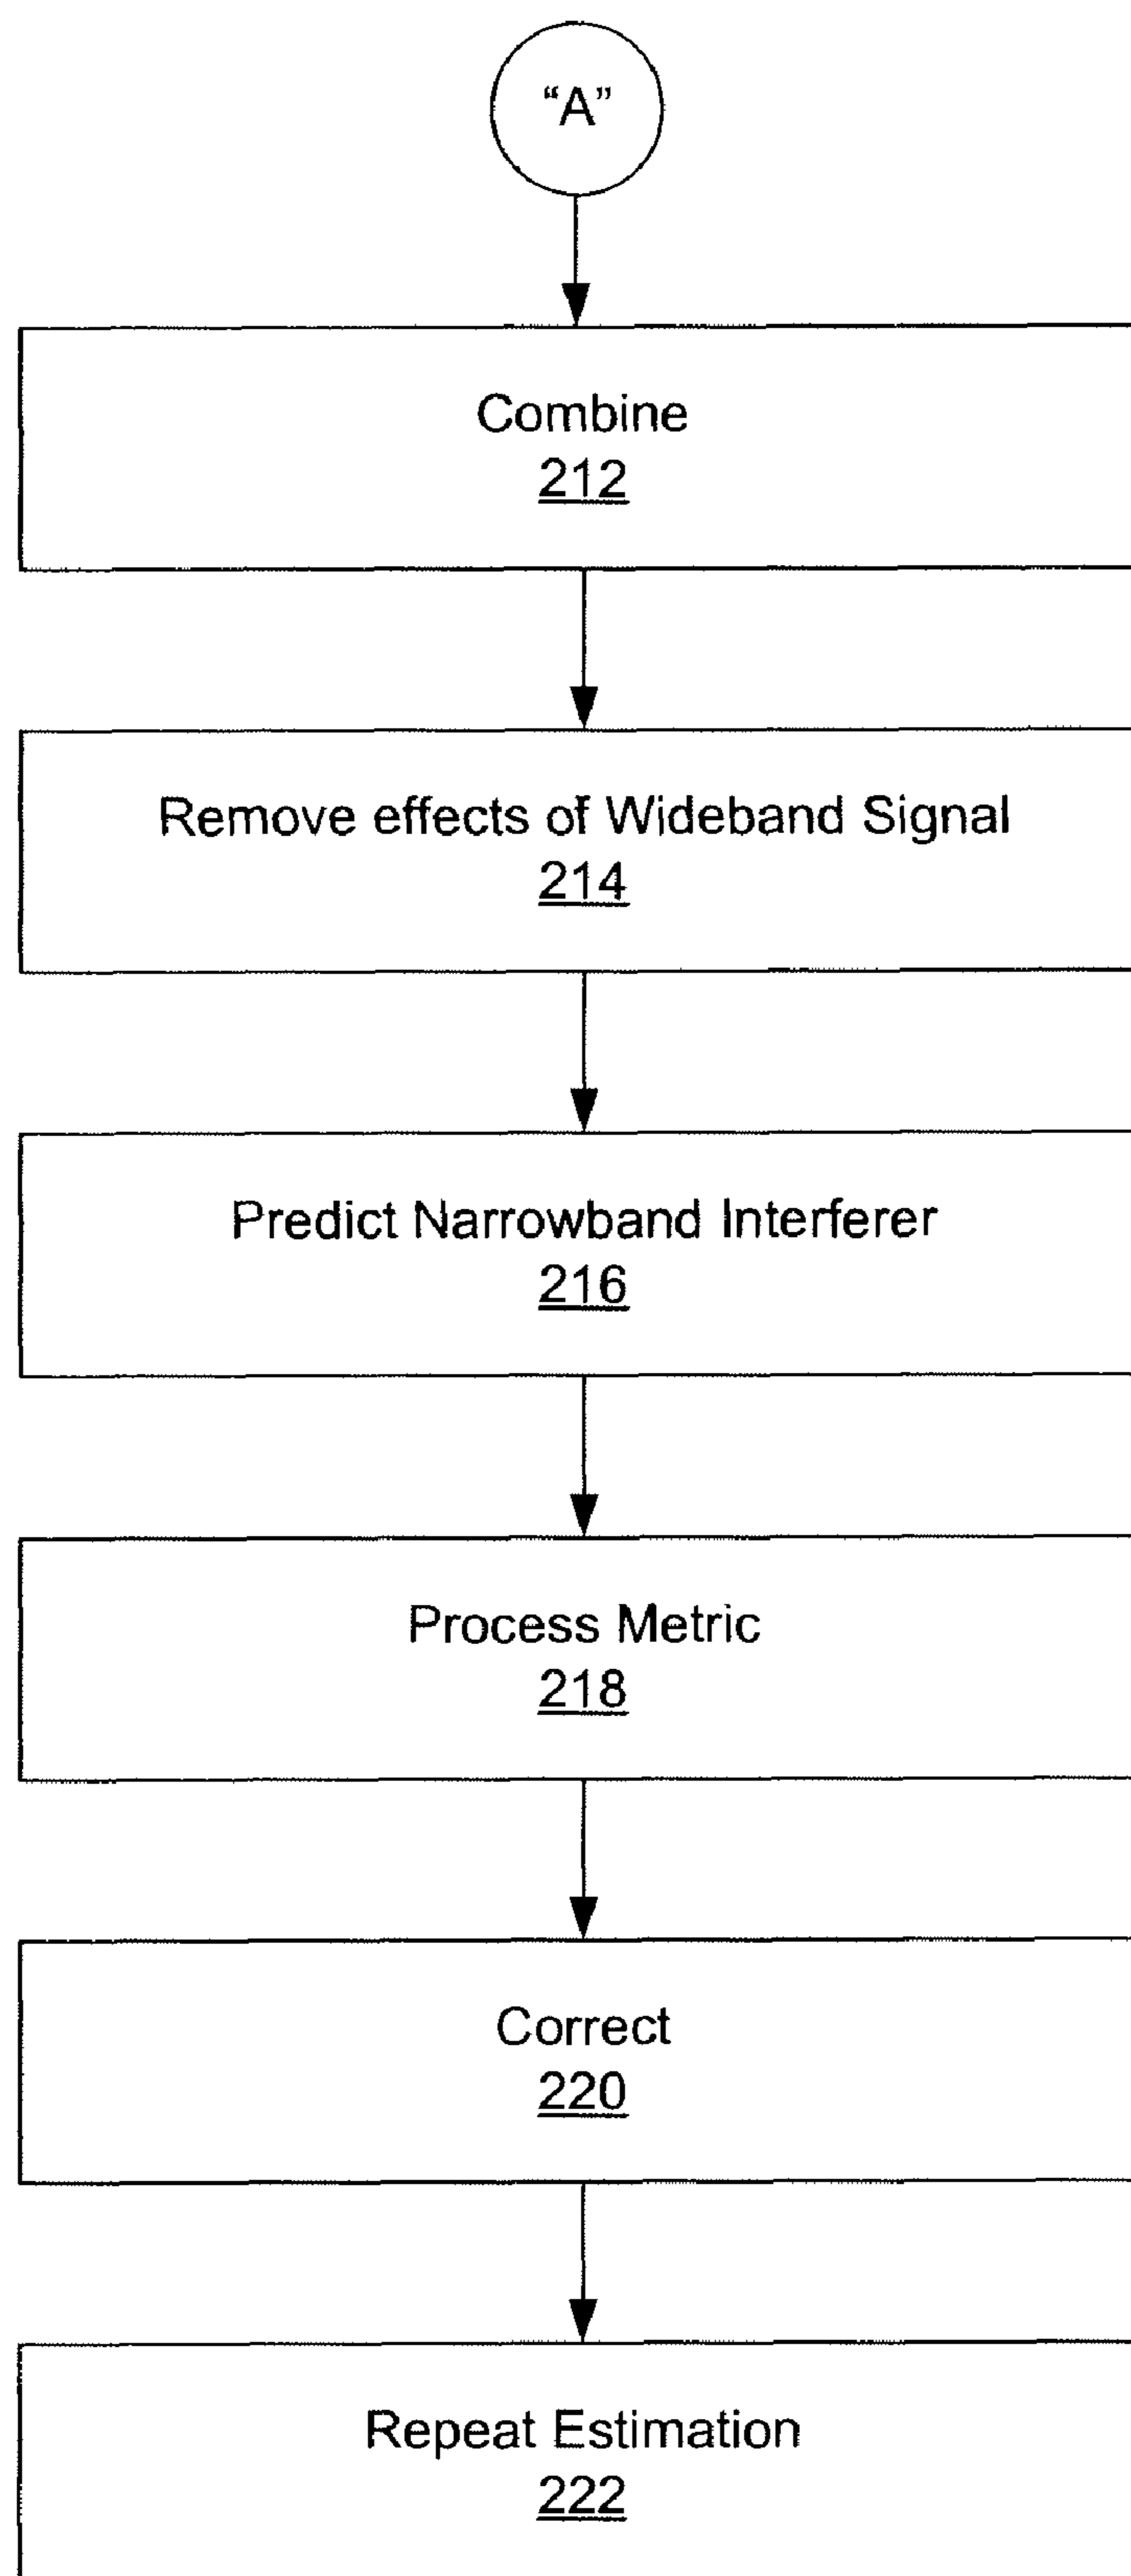 “A”
Combine
212
Remove effects of Wideband Signal
214
Predict Narrowband Interferer
216
Process Metric
218
Correct
220
Repeat Estimation
222